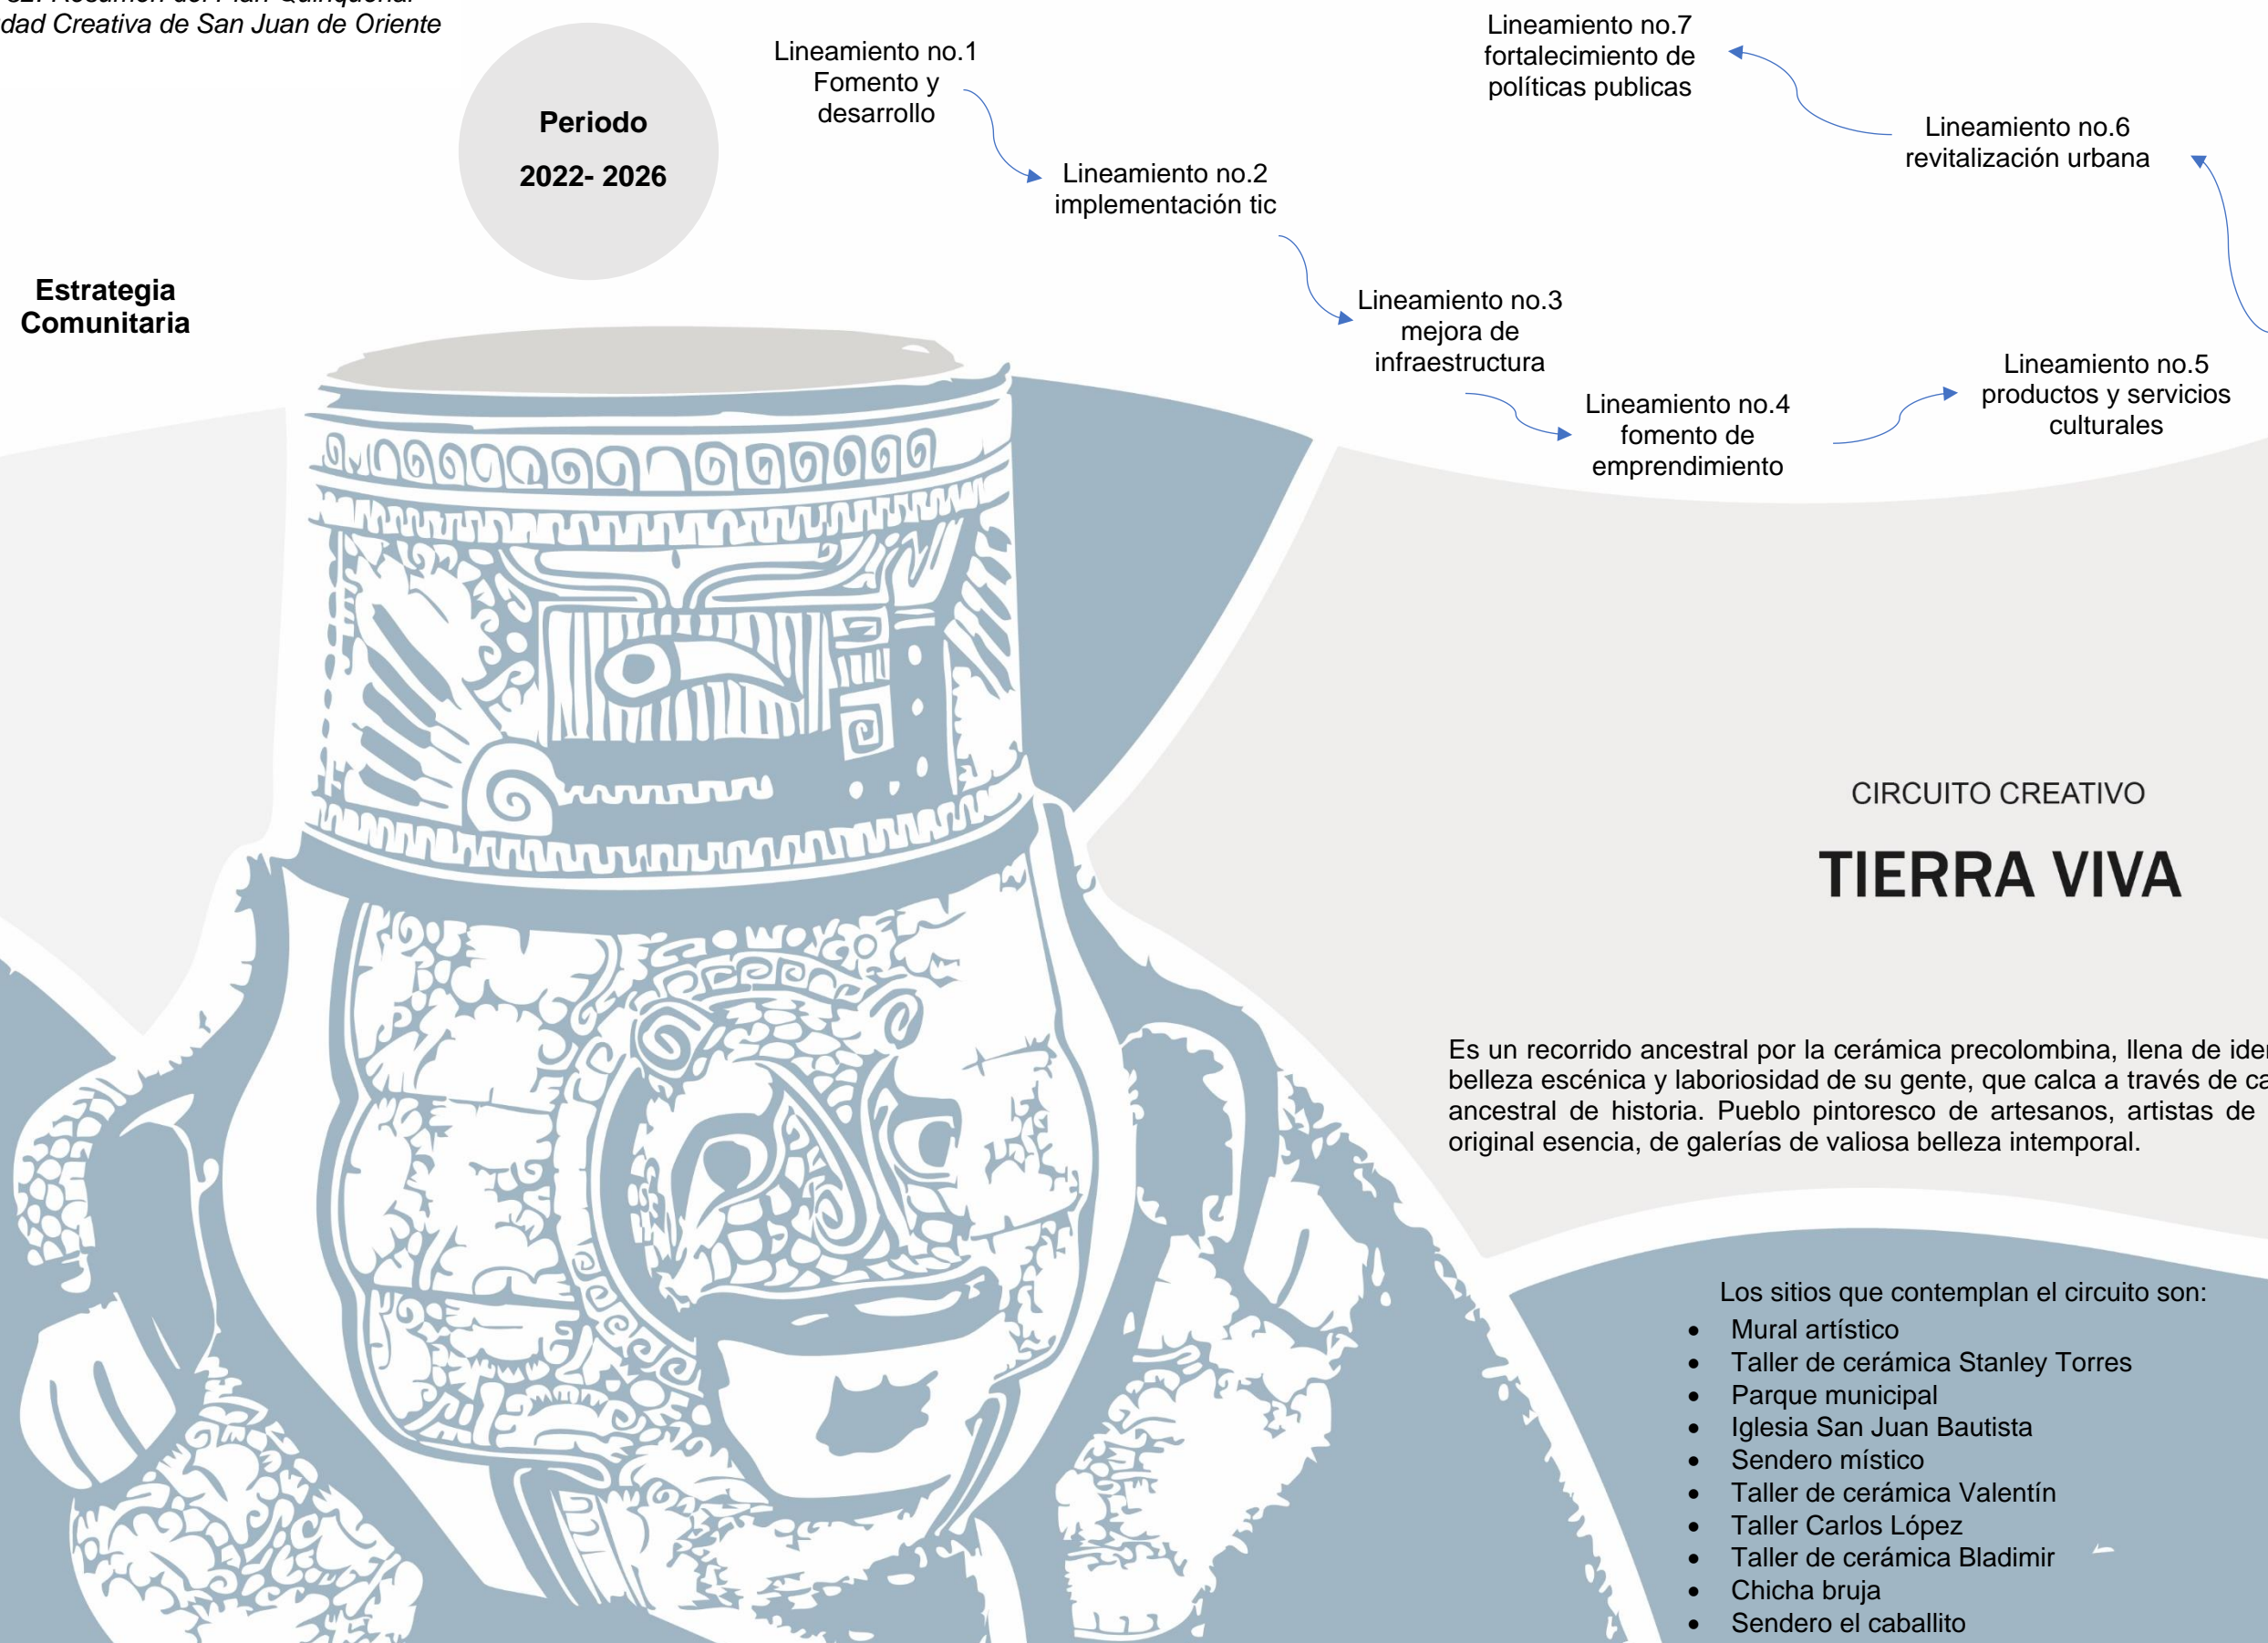 Resumen del Plan Quinquenal
Creativa de San Juan de Oriente
Periodo
2022- 2026
Estrategia
Comunitaria
Lineamiento no.1
Fomento y
desarrollo
Lineamiento no.2
implementación tic
Lineamiento no.3
mejora de
infraestructura
Lineamiento no.4
fomento de
emprendimiento
Lineamiento no.5
productos y servicios
culturales
Lineamiento no.6
revitalización urbana
Lineamiento no.7
fortalecimiento de
políticas publicas
CIRCUITO CREATIVO
TIERRA VIVA
Es un recorrido ancestral por la cerámica precolombina, llena de
belleza escénica y laboriosidad de su gente, que calca a través de
ancestral de historia. Pueblo pintoresco de artesanos, artistas de
original esencia, de galerías de valiosa belleza intemporal.
Los sitios que contemplan el circuito son:
• Mural artístico
• Taller de cerámica Stanley Torres
• Parque municipal
• Iglesia San Juan Bautista
• Sendero místico
• Taller de cerámica Valentín
• Taller Carlos López
• Taller de cerámica Bladimir
• Chicha bruja
• Sendero el caballito